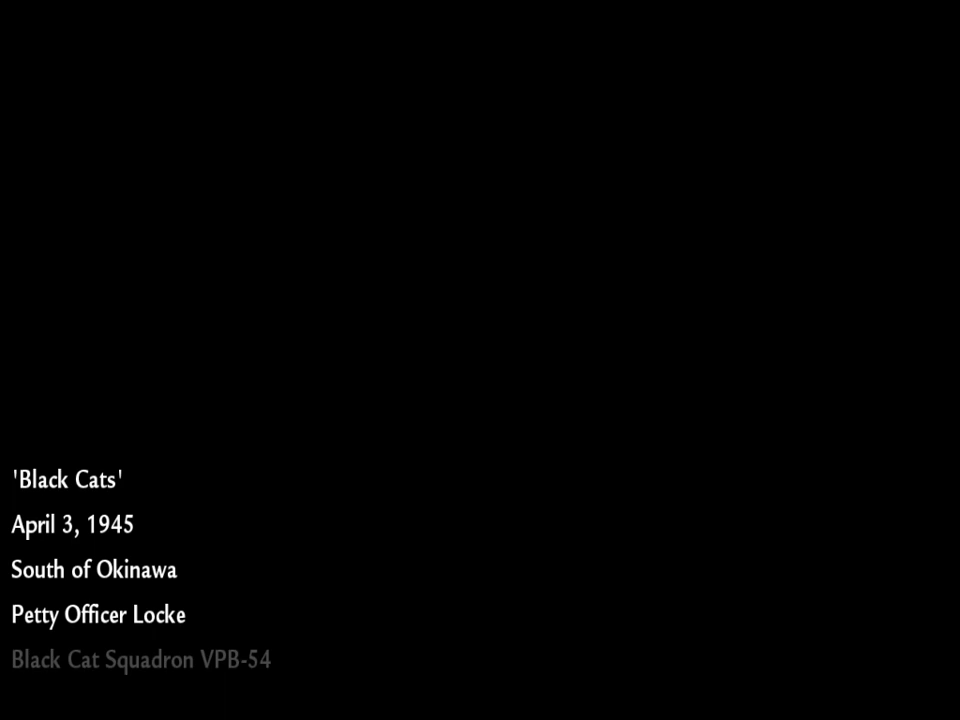 'Black Cats'
April 3, 1945
South of Okinawa
Petty Officer Locke
Black Cat Squadron VPB-54